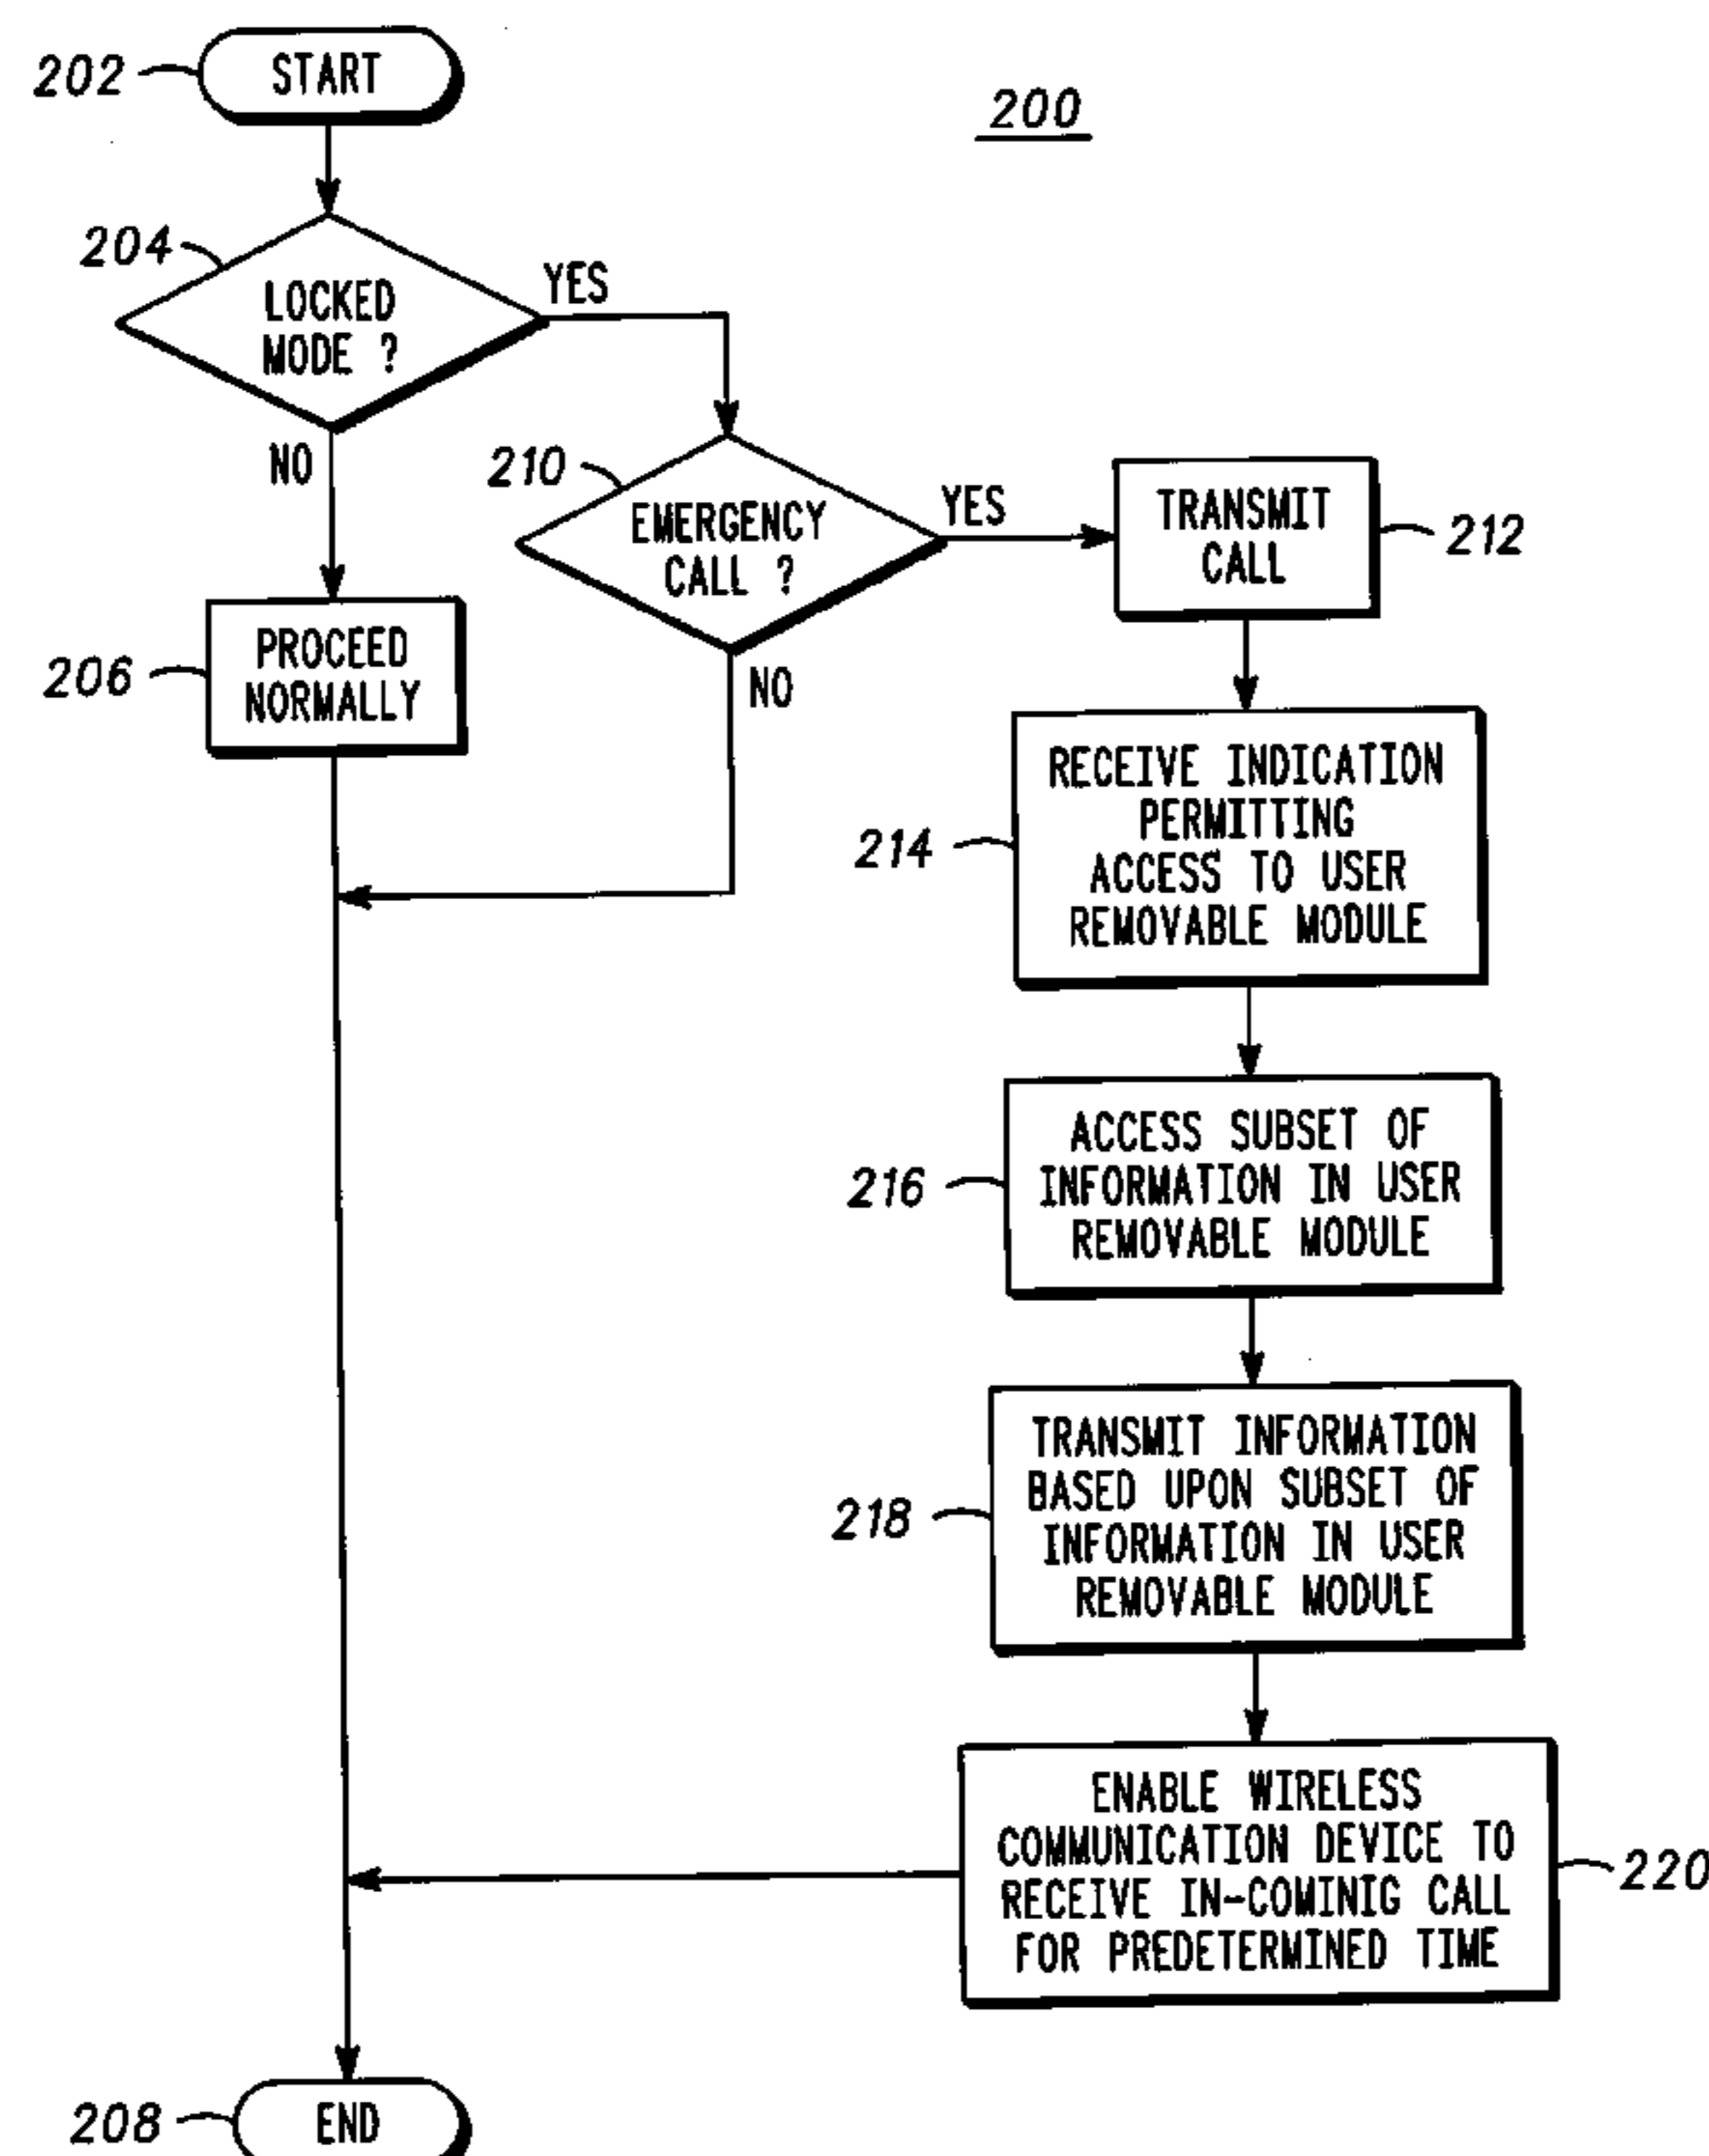 202
START
200
204
LOCKED
MODE ?
YES
NO
210
EMERGENCY
CALL ?
YES
NO
TRANSMIT
CALL
212
206
PROCEED
NORMALLY
214
RECEIVE INDICATION
PERMITTING
ACCESS TO USER
REMOVABLE MODULE
216
ACCESS SUBSET OF
INFORMATION IN USER
REMOVABLE MODULE
218
TRANSMIT INFORMATION
BASED UPON SUBSET OF
INFORMATION IN USER
REMOVABLE MODULE
ENABLE WIRELESS
COMMUNICATION DEVICE TO
RECEIVE IN-COMINIG CALL
FOR PREDETERMINED TIME
220
208
END